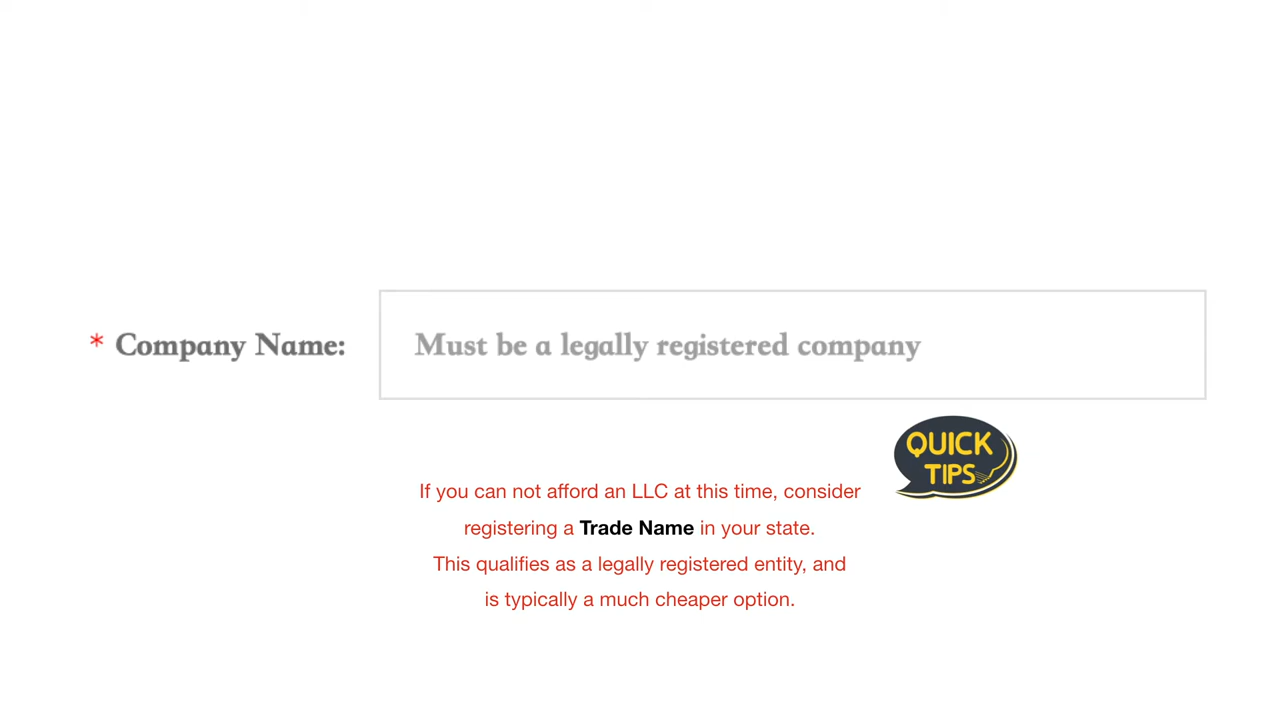 * Company Name: Must be a legally registered company
QUICK
TIPS
If you can not afford an LLC at this time, consider
registering a Trade Name in your state.
This qualifies as a legally registered entity, and
is typically a much cheaper option.